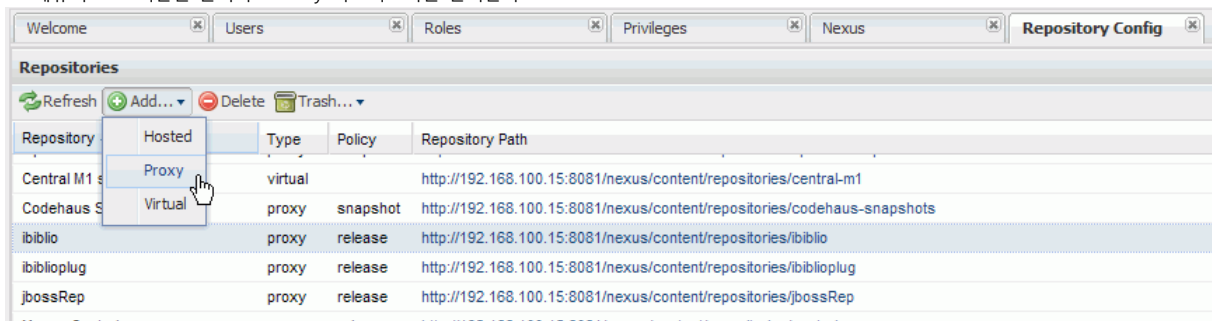 Welcome Users Roles Privileges Nexus Repository Config
Repositories
Refresh Add... Delete Trash...
Repository Type Policy Repository Path
Hosted
Proxy
Virtual
Central M1 s virtual http://192.168.100.15:8081/nexus/content/repositories/central-m1
Codehaus S proxy snapshot http://192.168.100.15:8081/nexus/content/repositories/codehaus-snapshots
ibiblio proxy release http://192.168.100.15:8081/nexus/content/repositories/ibiblio
ibiblioplug proxy release http://192.168.100.15:8081/nexus/content/repositories/ibiblioplug
jbossRep proxy release http://192.168.100.15:8081/nexus/content/repositories/jbossRep